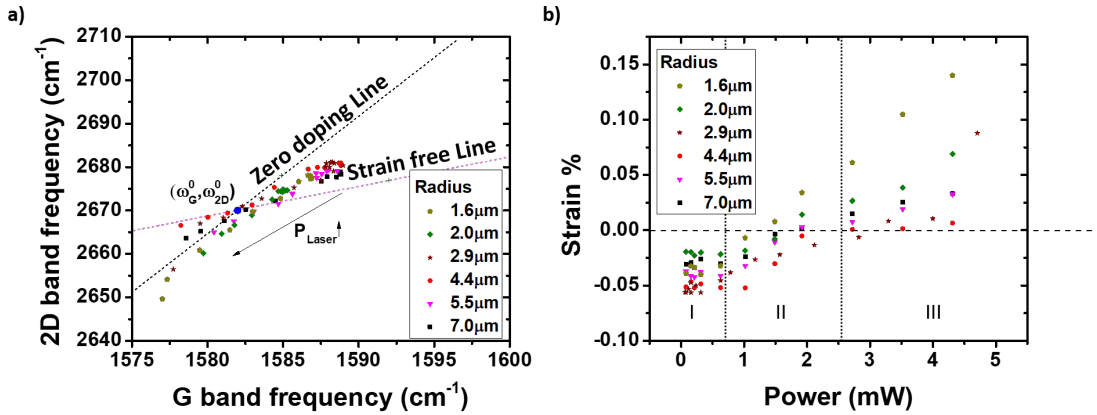 a)
2D band frequency (cm⁻¹)
2710
2700
2690
2680
2670
2660
2650
2640
1575
1580
1585
1590
1595
1600
G band frequency (cm⁻¹)
Zero doping Line
Strain free Line
(ω⁰G,ω⁰2D)
PLaser
Radius
1.6μm
2.0μm
2.9μm
4.4μm
5.5μm
7.0μm
b)
Strain %
0.15
0.10
0.05
0.00
-0.05
-0.10
0
1
2
3
4
5
Power (mW)
Radius
1.6μm
2.0μm
2.9μm
4.4μm
5.5μm
7.0μm
I
II
III